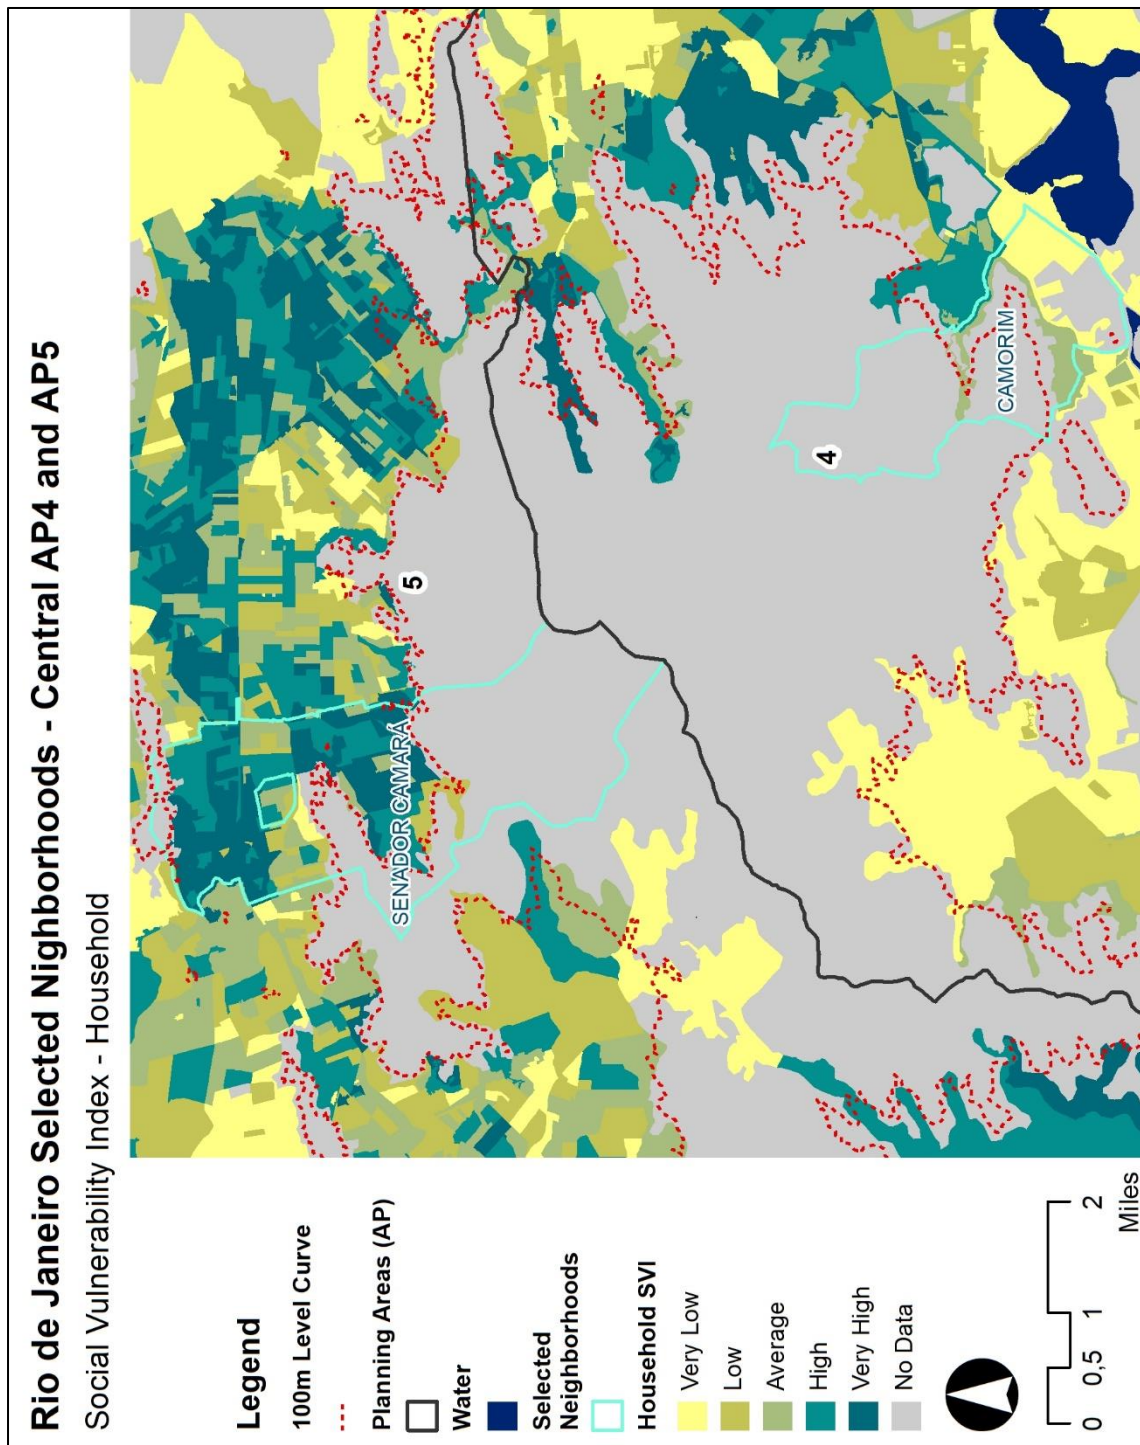 Rio de Janeiro Selected Nighborhoods - Central AP4 and AP5
Social Vulnerability Index - Household
Legend
100m Level Curve
Planning Areas (AP)
Water
Selected
Neighborhoods
Household SVI
Very Low
Low
Average
High
Very High
No Data
0 0,5 1 2
Miles
SENADOR CAMARÁ
5
4
CAMORIM